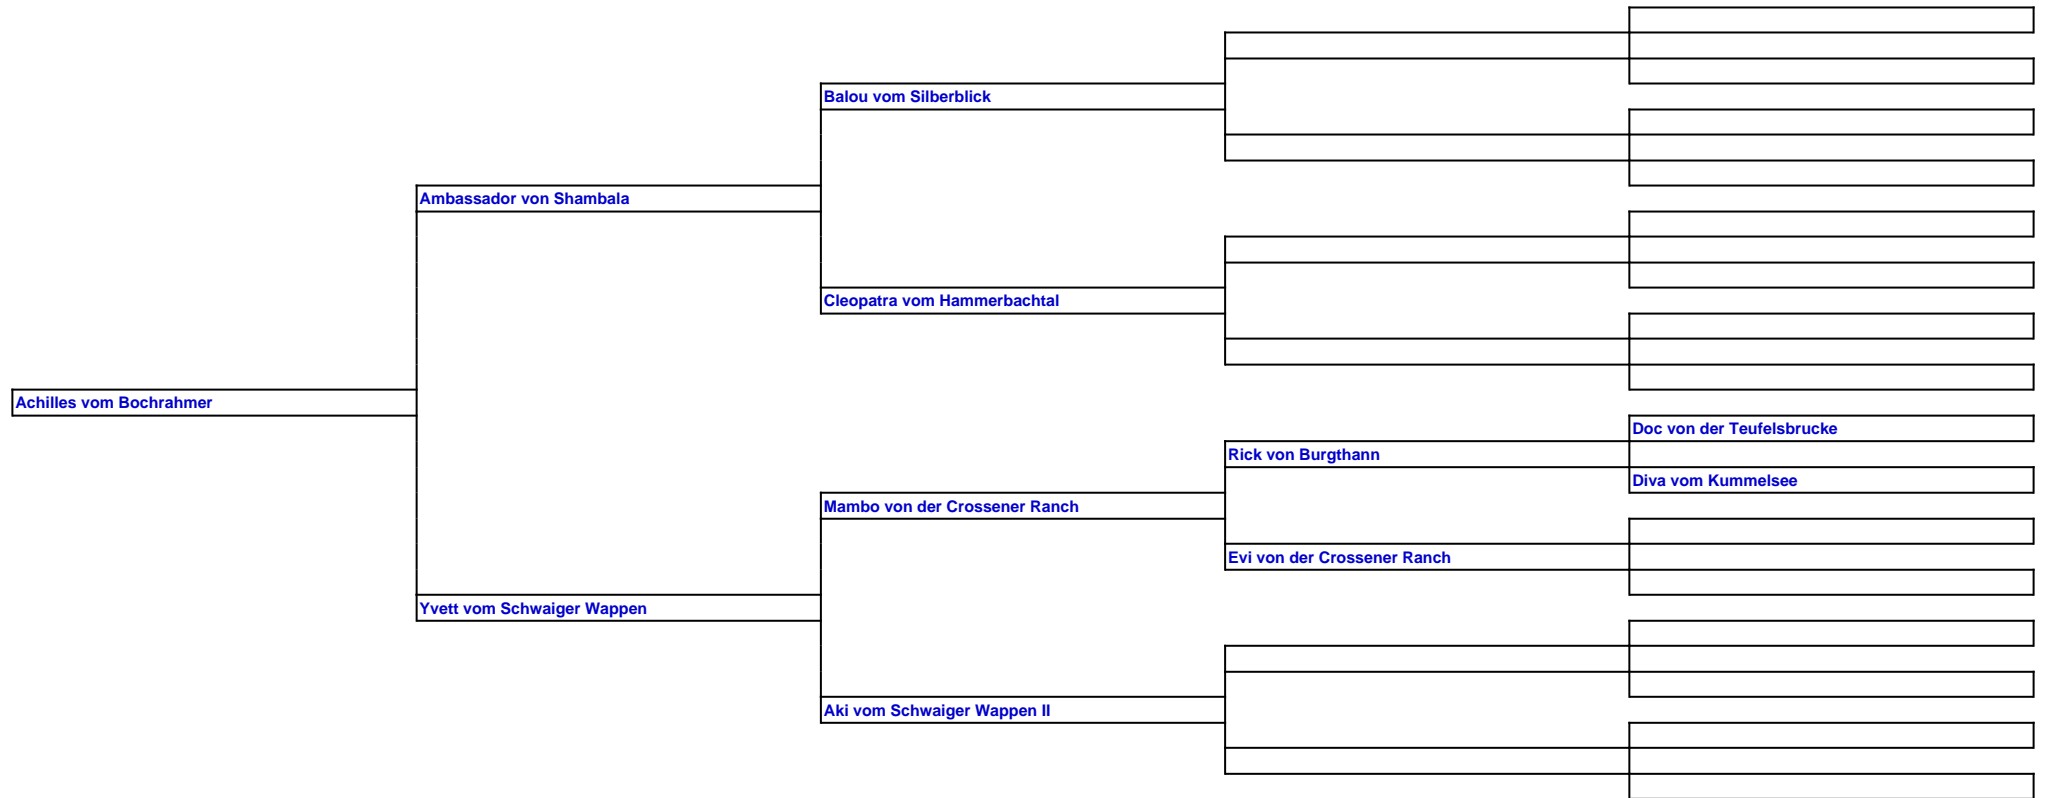 Balou vom Silberblick
Ambassador von Shambala
Cleopatra vom Hammerbachtal
Achilles vom Bochrahmer
Doc von der Teufelsbrucke
Rick von Burgthann
Diva vom Kummelsee
Mambo von der Crossener Ranch
Evi von der Crossener Ranch
Yvett vom Schwaiger Wappen
Aki vom Schwaiger Wappen II